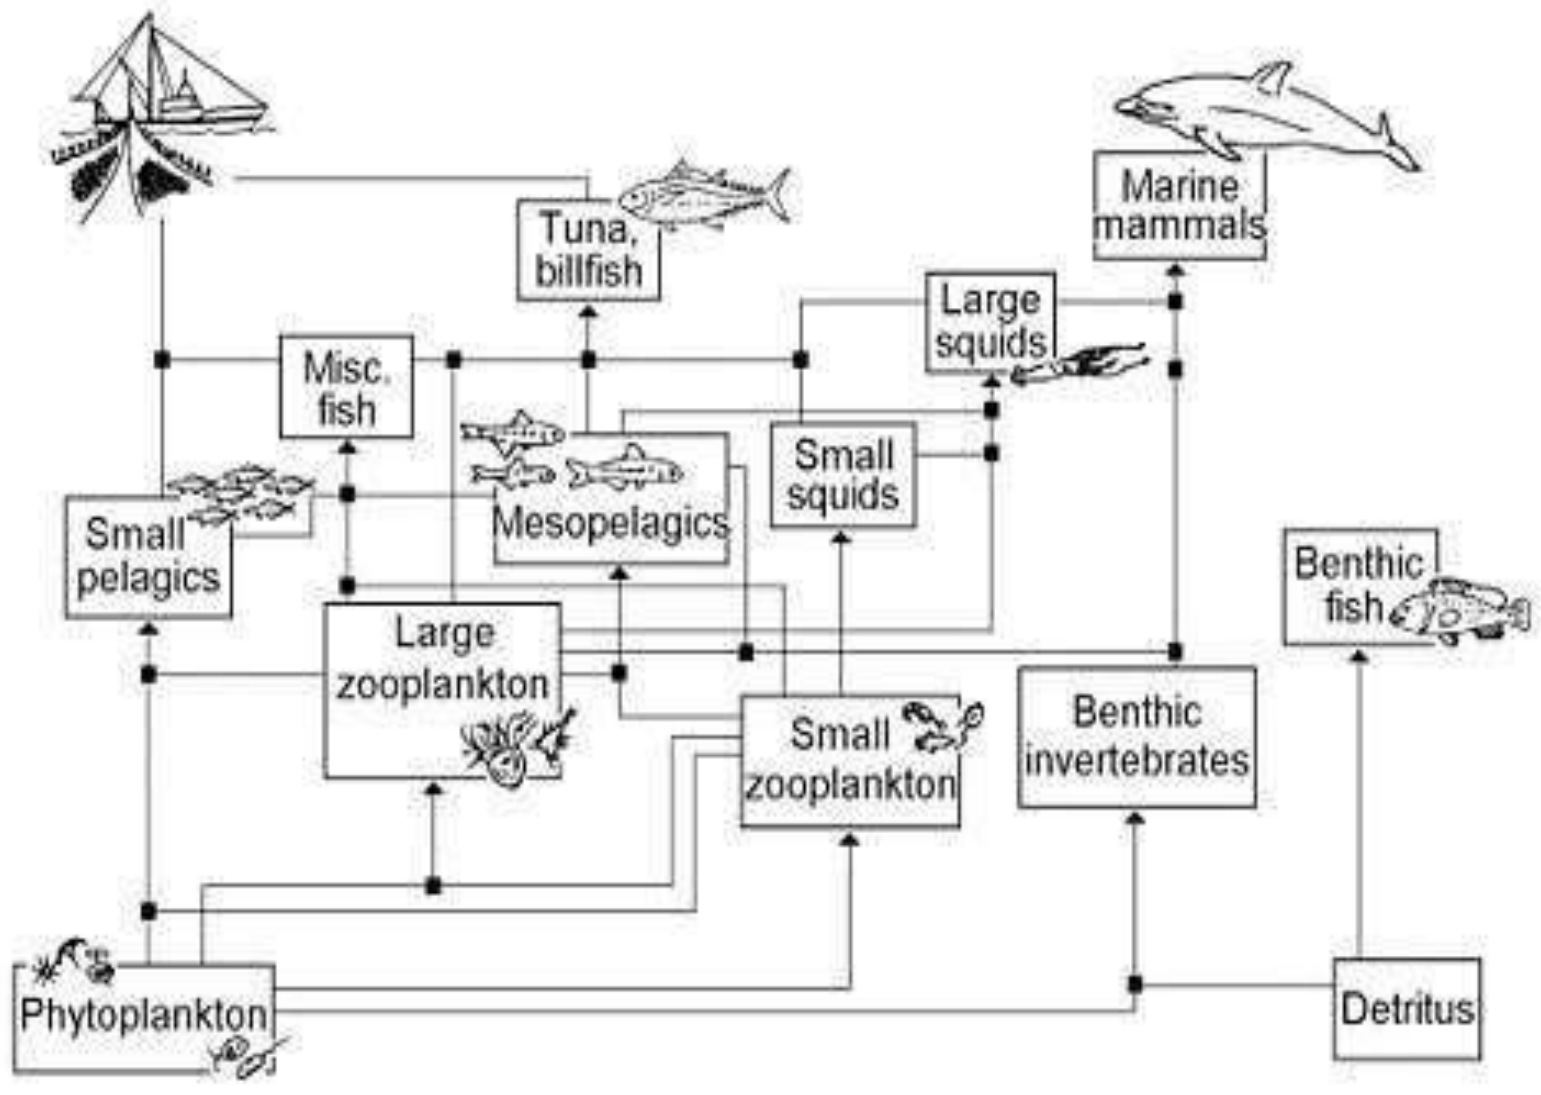 Marine
mammals
Tuna,
billfish
Large
squids
Misc.
fish
Small
squids
Mesopelagics
Small
pelagics
Benthic
fish
Large
zooplankton
Small
zooplankton
Benthic
invertebrates
Phytoplankton
Detritus